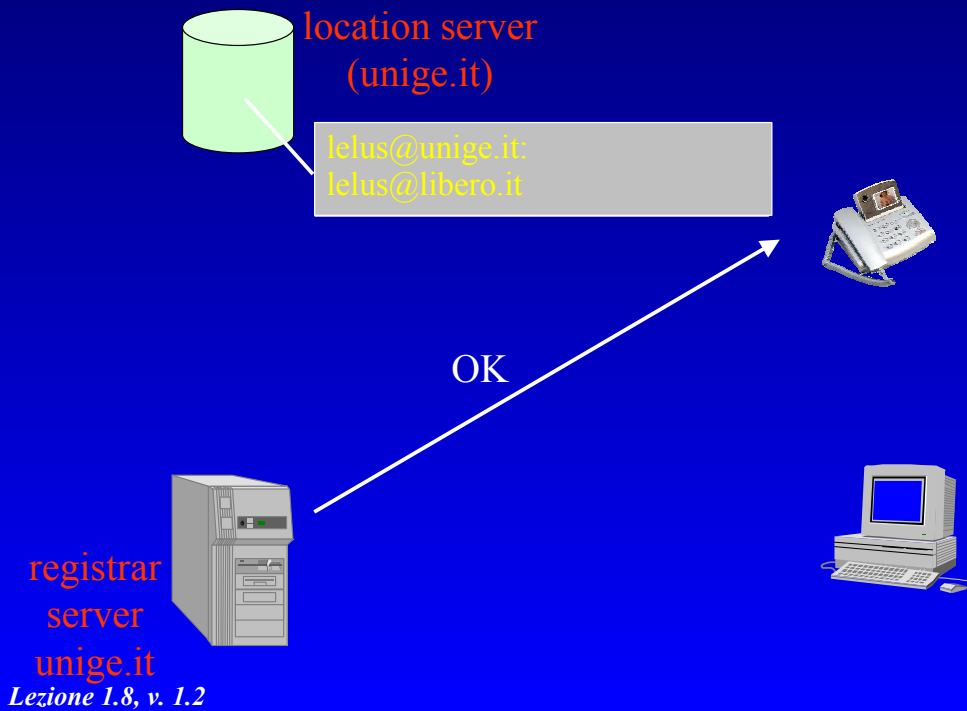 location server
(unige.it)
lelus@unige.it:
lelus@libero.it
OK
registrar
server
unige.it
Lezione 1.8, v. 1.2